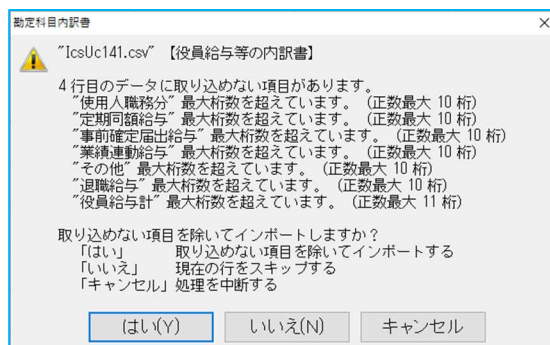 勘定科目内訳書
"IcsUc141.csv" 【役員給与等の内訳書】
4行目のデータに取り込めない項目があります。
"使用人職務分" 最大桁数を超えています。 (正数最大 10 桁)
"定期同額給与" 最大桁数を超えています。 (正数最大 10 桁)
"事前確定届出給与" 最大桁数を超えています。 (正数最大 10 桁)
"業績連動給与" 最大桁数を超えています。 (正数最大 10 桁)
"その他" 最大桁数を超えています。 (正数最大 10 桁)
"退職給与" 最大桁数を超えています。 (正数最大 10 桁)
"役員給与計" 最大桁数を超えています。 (正数最大 11 桁)
取り込めない項目を除いてインポートしますか?
「はい」 取り込めない項目を除いてインポートする
「いいえ」 現在の行をスキップする
「キャンセル」処理を中断する
はい(Y) いいえ(N) キャンセル